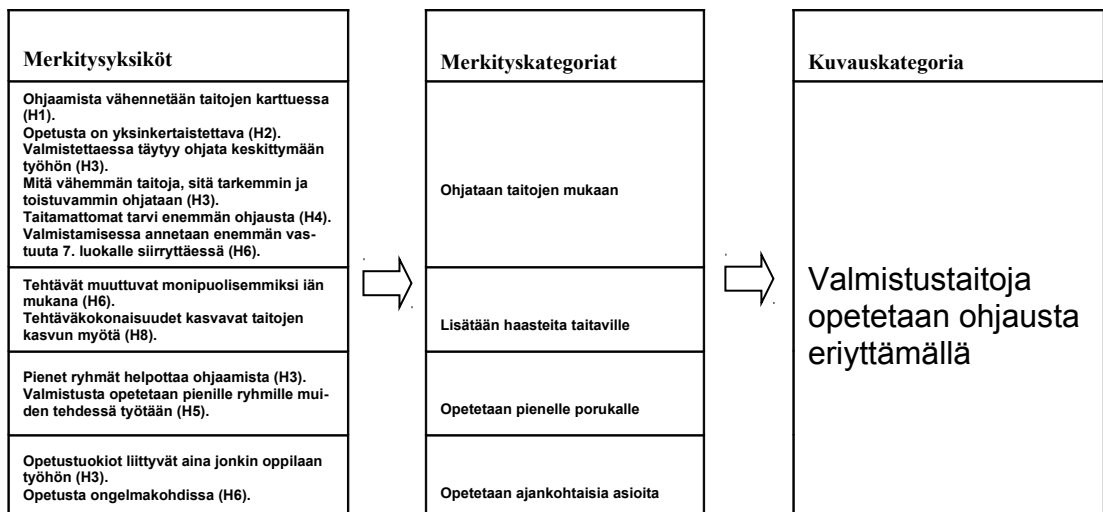 Merkitysyksiköt
Ohjaamista vähennetään taitojen karttuessa
(H1).
Opetusta on yksinkertaistettava (H2).
Valmistettaessa täytyy ohjata keskittymään
työhön (H3).
Mitä vähemmän taitoja, sitä tarkemmin ja
toistuvammin ohjataan (H3).
Taitamattomat tarvi enemmän ohjausta (H4).
Valmistamisessa annetaan enemmän vas-
tuuta 7. luokalle siirryttäessä (H6).
Tehtävät muuttuvat monipuolisemmiksi iän
mukana (H6).
Tehtäväkokonaisuudet kasvavat taitojen
kasvun myötä (H8).
Pienet ryhmät helpottaa ohjaamista (H3).
Valmistusta opetetaan pienille ryhmille mui-
den tehdessä työtään (H5).
Opetustuokiot liittyvät aina jonkin oppilaan
työhön (H3).
Opetusta ongelmakohdissa (H6).
Merkityskategoriat
Ohjataan taitojen mukaan
Lisätään haasteita taitaville
Opetetaan pienelle porukalle
Opetetaan ajankohtaisia asioita
Kuvauskategoria
Valmistustaitoja
opetetaan ohjausta
eriyttämällä